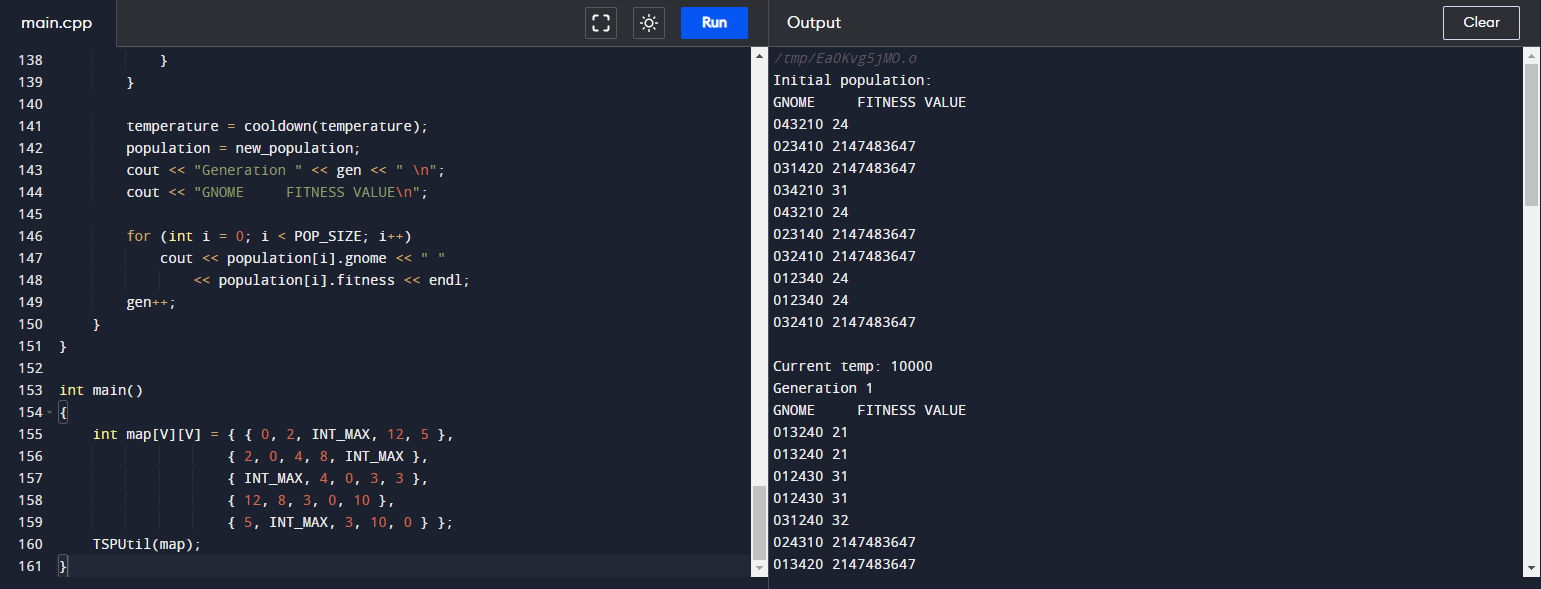 main.cpp
Run
138 }
139 }
140
141 temperature = cooldown(temperature);
142 population = new_population;
143 cout << "Generation " << gen << " \n";
144 cout << "GNOME     FITNESS VALUE\n";
145
146 for (int i = 0; i < POP_SIZE; i++)
147 cout << population[i].gnome << " "
148 << population[i].fitness << endl;
149 gen++;
150 }
151 }
152
153 int main()
154 {
155 int map[V][V] = { { 0, 2, INT_MAX, 12, 5 },
156 { 2, 0, 4, 8, INT_MAX },
157 { INT_MAX, 4, 0, 3, 3 },
158 { 12, 8, 3, 0, 10 },
159 { 5, INT_MAX, 3, 10, 0 } };
160 TSPUtil(map);
161 }
Output
Clear
/tmp/Ea0Kvg5jMO.o
Initial population:
GNOME     FITNESS VALUE
043210 24
023410 2147483647
031420 2147483647
034210 31
043210 24
023140 2147483647
032410 2147483647
012340 24
012340 24
032410 2147483647

Current temp: 10000
Generation 1
GNOME     FITNESS VALUE
013240 21
013240 21
012430 31
012430 31
031240 32
024310 2147483647
013420 2147483647